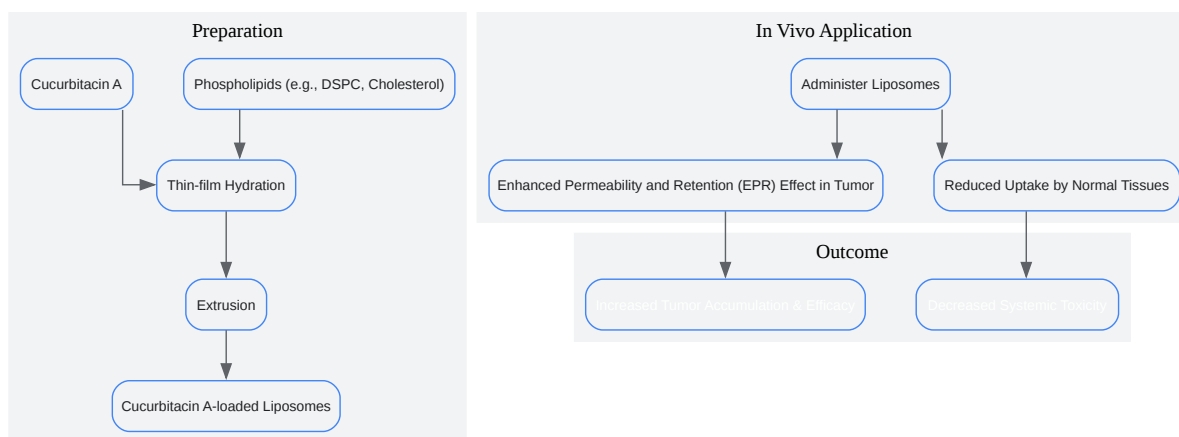 Preparation
Cucurbitacin A
Phospholipids (e.g., DSPC, Cholesterol)
Thin-film Hydration
Extrusion
Cucurbitacin A-loaded Liposomes
In Vivo Application
Administer Liposomes
Enhanced Permeability and Retention (EPR) Effect in Tumor
Reduced Uptake by Normal Tissues
Outcome
Increased Tumor Accumulation & Efficacy
Decreased Systemic Toxicity